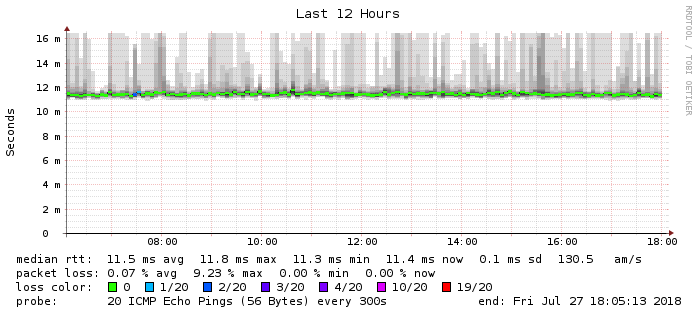 Last 12 Hours
RRDTOOL / TOBI OETIKER
Seconds
16 m
14 m
12 m
10 m
8 m
6 m
4 m
2 m
0
08:00 10:00 12:00 14:00 16:00 18:00
median rtt: 11.5 ms avg 11.8 ms max 11.3 ms min 11.4 ms now 0.1 ms sd 130.5 am/s
packet loss: 0.07 % avg 9.23 % max 0.00 % min 0.00 % now
loss color: 0 1/20 2/20 3/20 4/20 10/20 19/20
probe: 20 ICMP Echo Pings (56 Bytes) every 300s end: Fri Jul 27 18:05:13 2018